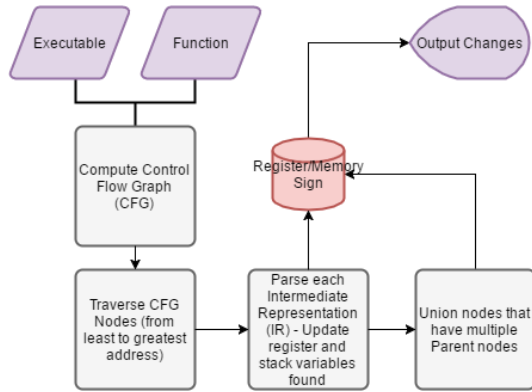 Executable
Function
Output Changes
Compute Control
Flow Graph
(CFG)
Register/Memory
Sign
Traverse CFG
Nodes (from
least to greatest
address)
Parse each
Intermediate
Representation
(IR) - Update
register and
stack variables
found
Union nodes that
have multiple
Parent nodes